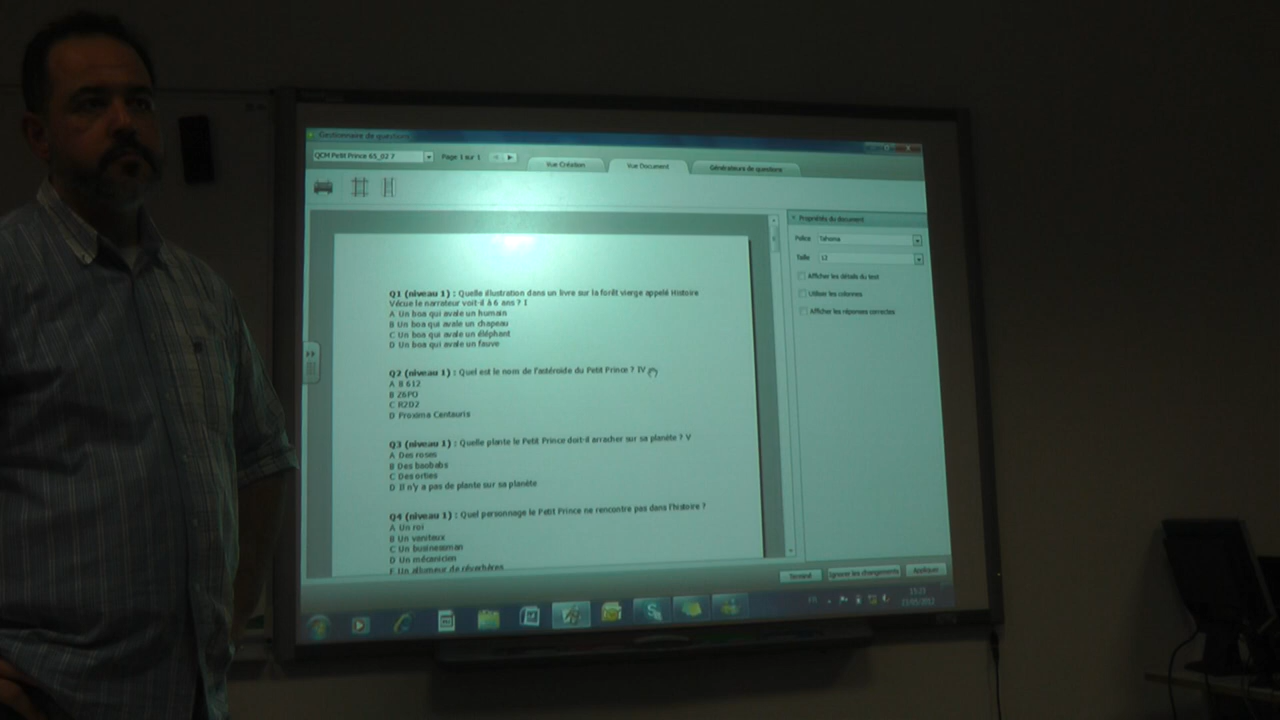 Gestionnaire de questions
QCM Petit Prince 65_02 7
Page 1 sur 1
Vue Création
Vue Document
Générateurs de questions
Propriétés du document
Police Tahoma
Taille 12
Afficher les détails du test
Utiliser les colonnes
Afficher les réponses correctes
Q1 (niveau 1) : Quelle illustration dans un livre sur la forêt vierge appelé Histoire
Vécue le narrateur voit-il à 6 ans ? I
A Un boa qui avale un humain
B Un boa qui avale un chapeau
C Un boa qui avale un éléphant
D Un boa qui avale un fauve
Q2 (niveau 1) : Quel est le nom de l'astéroïde du Petit Prince ? IV
A B 612
B Z6PO
C R2D2
D Proxima Centauris
Q3 (niveau 1) : Quelle plante le Petit Prince doit-il arracher sur sa planète ? V
A Des roses
B Des baobabs
C Des orties
D Il n'y a pas de plante sur sa planète
Q4 (niveau 1) : Quel personnage le Petit Prince ne rencontre pas dans l'histoire ?
A Un roi
B Un vaniteux
C Un businessman
D Un mécanicien
E Un allumeur de réverbères
Terminé
Ignorer les changements
Appliquer
FR
15:25